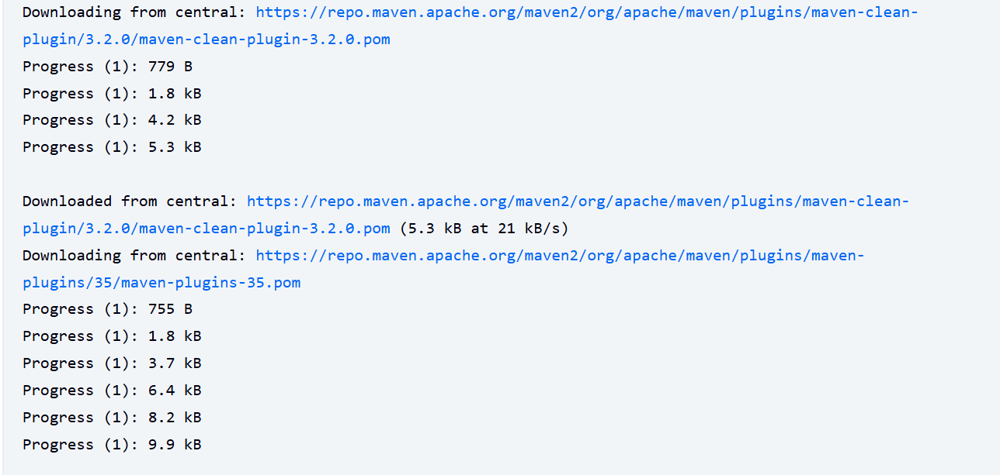 Downloading from central: https://repo.maven.apache.org/maven2/org/apache/maven/plugins/maven-clean-
plugin/3.2.0/maven-clean-plugin-3.2.0.pom
Progress (1): 779 B
Progress (1): 1.8 kB
Progress (1): 4.2 kB
Progress (1): 5.3 kB
Downloaded from central: https://repo.maven.apache.org/maven2/org/apache/maven/plugins/maven-clean-
plugin/3.2.0/maven-clean-plugin-3.2.0.pom (5.3 kB at 21 kB/s)
Downloading from central: https://repo.maven.apache.org/maven2/org/apache/maven/plugins/maven-
plugins/35/maven-plugins-35.pom
Progress (1): 755 B
Progress (1): 1.8 kB
Progress (1): 3.7 kB
Progress (1): 6.4 kB
Progress (1): 8.2 kB
Progress (1): 9.9 kB